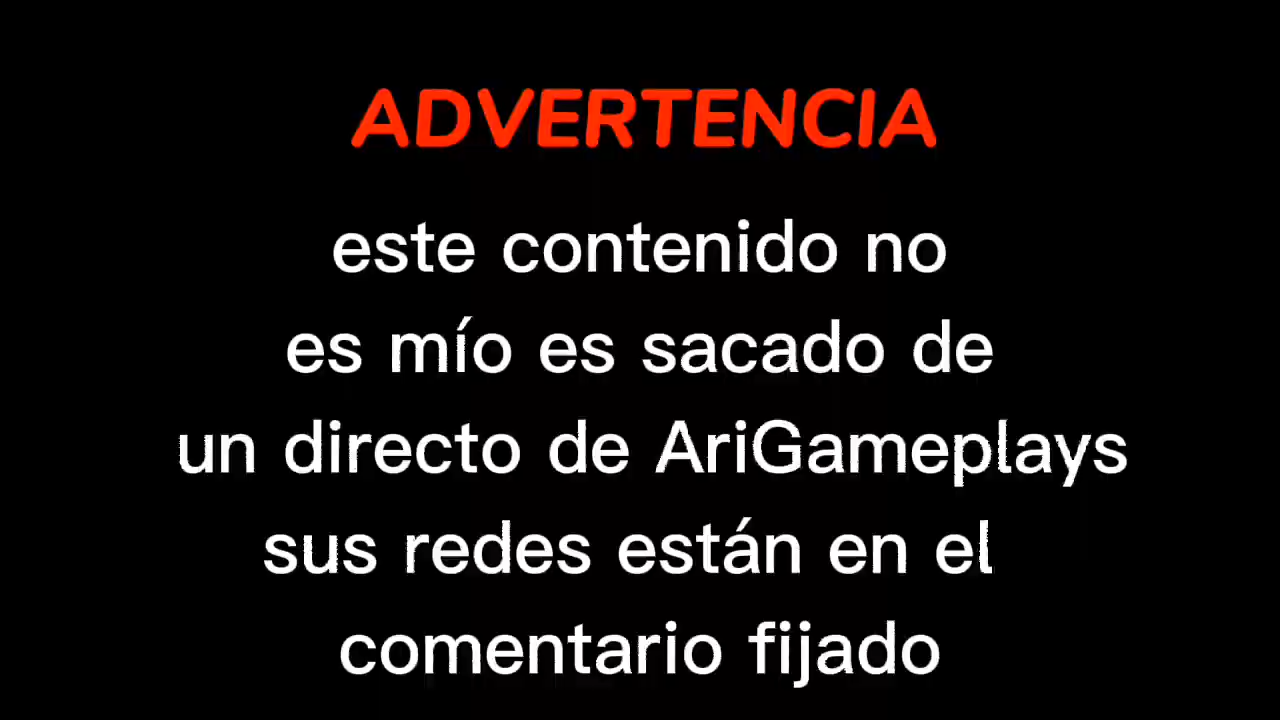 ADVERTENCIA
este contenido no
es mío es sacado de
un directo de AriGameplays
sus redes están en el
comentario fijado